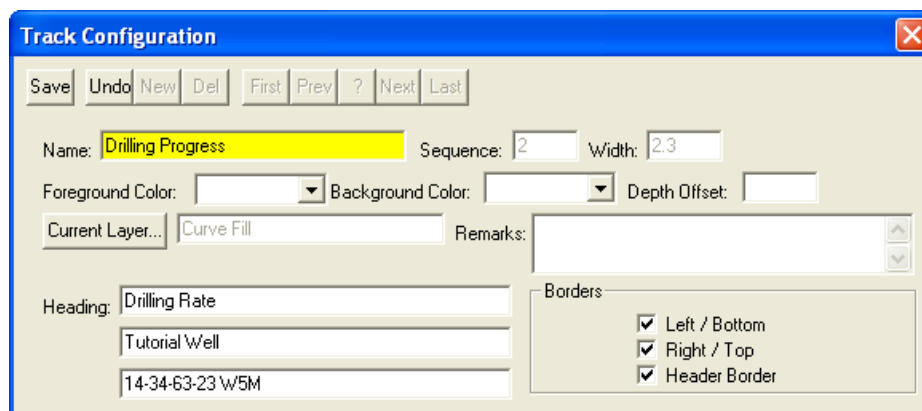 Track Configuration
Save Undo New Del First Prev ? Next Last
Name: Drilling Progress Sequence: 2 Width: 2.3
Foreground Color: Background Color: Depth Offset:
Current Layer... Curve Fill Remarks:
Heading: Drilling Rate
Tutorial Well
14-34-63-23 W5M
Borders
Left / Bottom
Right / Top
Header Border